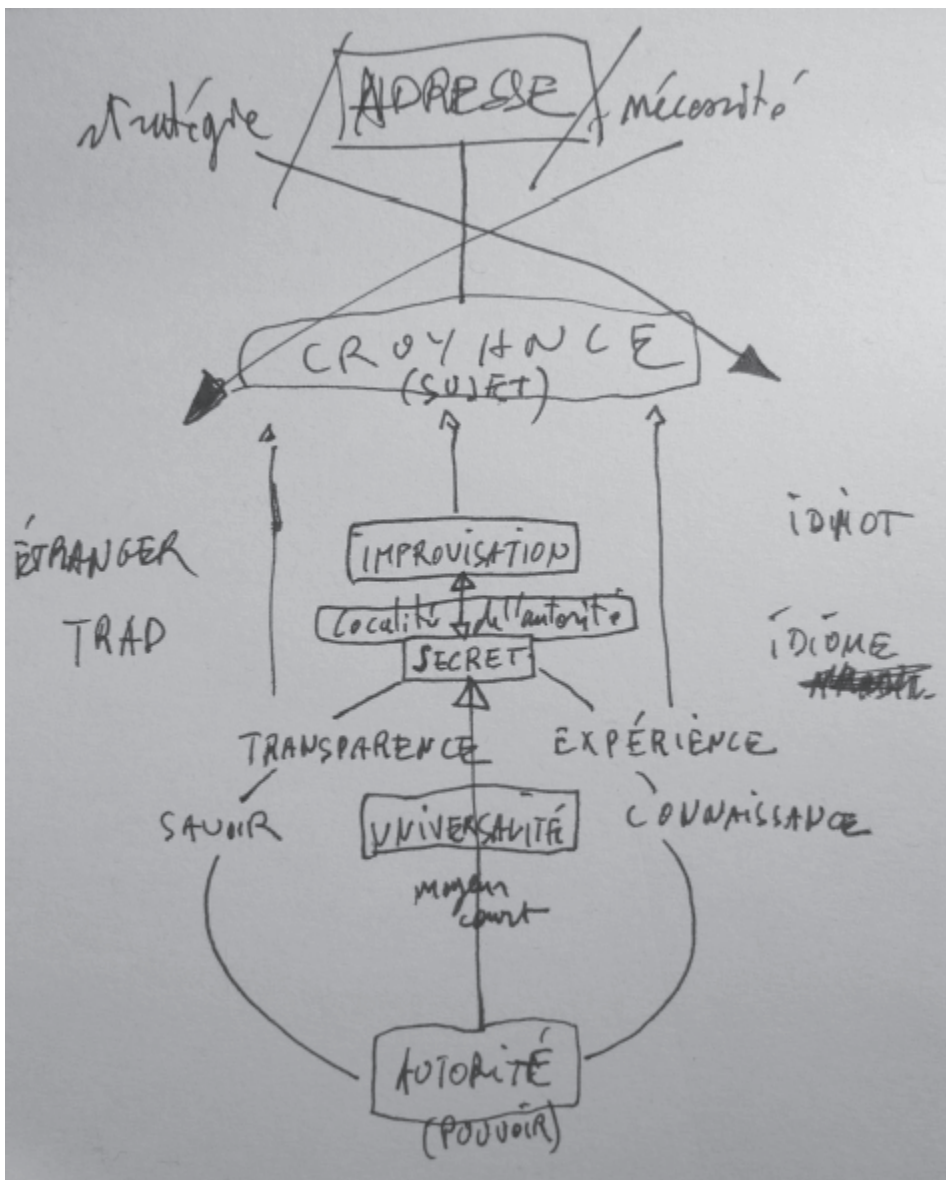 stratégie ADRESSE nécessité
CROYANCE
(SUJET)
ÉTRANGER
TRAD
IDIOT
IDIÔME
IMPROVISATION
Localité de l'autorité
SECRET
TRANSPARENCE EXPÉRIENCE
SAVOIR UNIVERSALITÉ CONNAISSANCE
moyen
court
AUTORITÉ
(POUVOIR)